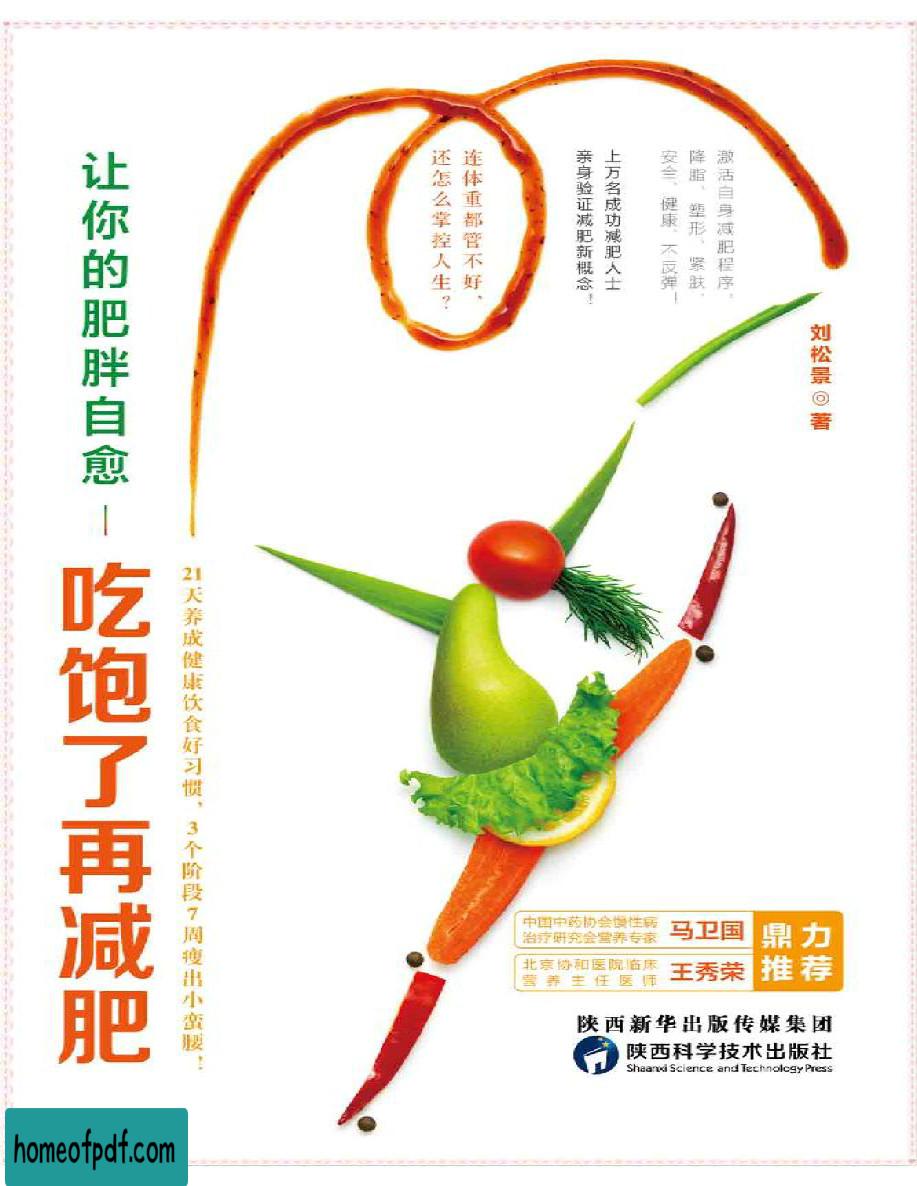 让你的肥胖自愈
吃饱了再减肥
21天养成健康饮食好习惯，3个阶段7周瘦出小蛮腰！
连体重都管不好、
还怎么掌控人生？
上万名成功减肥人士
亲身验证减肥新概念！
激活自身减肥程序，
降脂、塑形、紧肤，
安全、健康、不反弹！
刘松景◎著
中国中药协会慢性病
治疗研究会营养专家
马卫国
北京协和医院临床
营养主任医师
王秀荣
鼎力
推荐
陕西新华出版传媒集团
陕西科学技术出版社
Shaanxi Science and Technology Press
homeofpdf.com